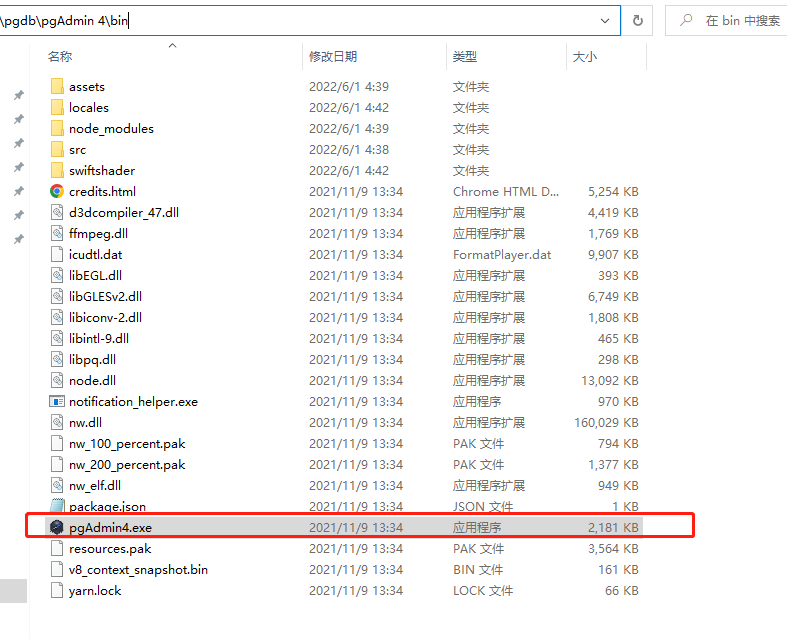 \pgdb\pgAdmin 4\bin 在 bin 中搜索
名称 修改日期 类型 大小
assets 2022/6/1 4:39 文件夹
locales 2022/6/1 4:42 文件夹
node_modules 2022/6/1 4:39 文件夹
src 2022/6/1 4:38 文件夹
swiftshader 2022/6/1 4:42 文件夹
credits.html 2021/11/9 13:34 Chrome HTML D... 5,254 KB
d3dcompiler_47.dll 2021/11/9 13:34 应用程序扩展 4,419 KB
ffmpeg.dll 2021/11/9 13:34 应用程序扩展 1,769 KB
icudtl.dat 2021/11/9 13:34 FormatPlayer.dat 9,907 KB
libEGL.dll 2021/11/9 13:34 应用程序扩展 393 KB
libGLESv2.dll 2021/11/9 13:34 应用程序扩展 6,749 KB
libiconv-2.dll 2021/11/9 13:34 应用程序扩展 1,808 KB
libintl-9.dll 2021/11/9 13:34 应用程序扩展 465 KB
libpq.dll 2021/11/9 13:34 应用程序扩展 298 KB
node.dll 2021/11/9 13:34 应用程序扩展 13,092 KB
notification_helper.exe 2021/11/9 13:34 应用程序 970 KB
nw.dll 2021/11/9 13:34 应用程序扩展 160,029 KB
nw_100_percent.pak 2021/11/9 13:34 PAK 文件 794 KB
nw_200_percent.pak 2021/11/9 13:34 PAK 文件 1,377 KB
nw_elf.dll 2021/11/9 13:34 应用程序扩展 949 KB
package.json 2021/11/9 13:34 JSON 文件 1 KB
pgAdmin4.exe 2021/11/9 13:34 应用程序 2,181 KB
resources.pak 2021/11/9 13:34 PAK 文件 3,564 KB
v8_context_snapshot.bin 2021/11/9 13:34 BIN 文件 161 KB
yarn.lock 2021/11/9 13:34 LOCK 文件 66 KB